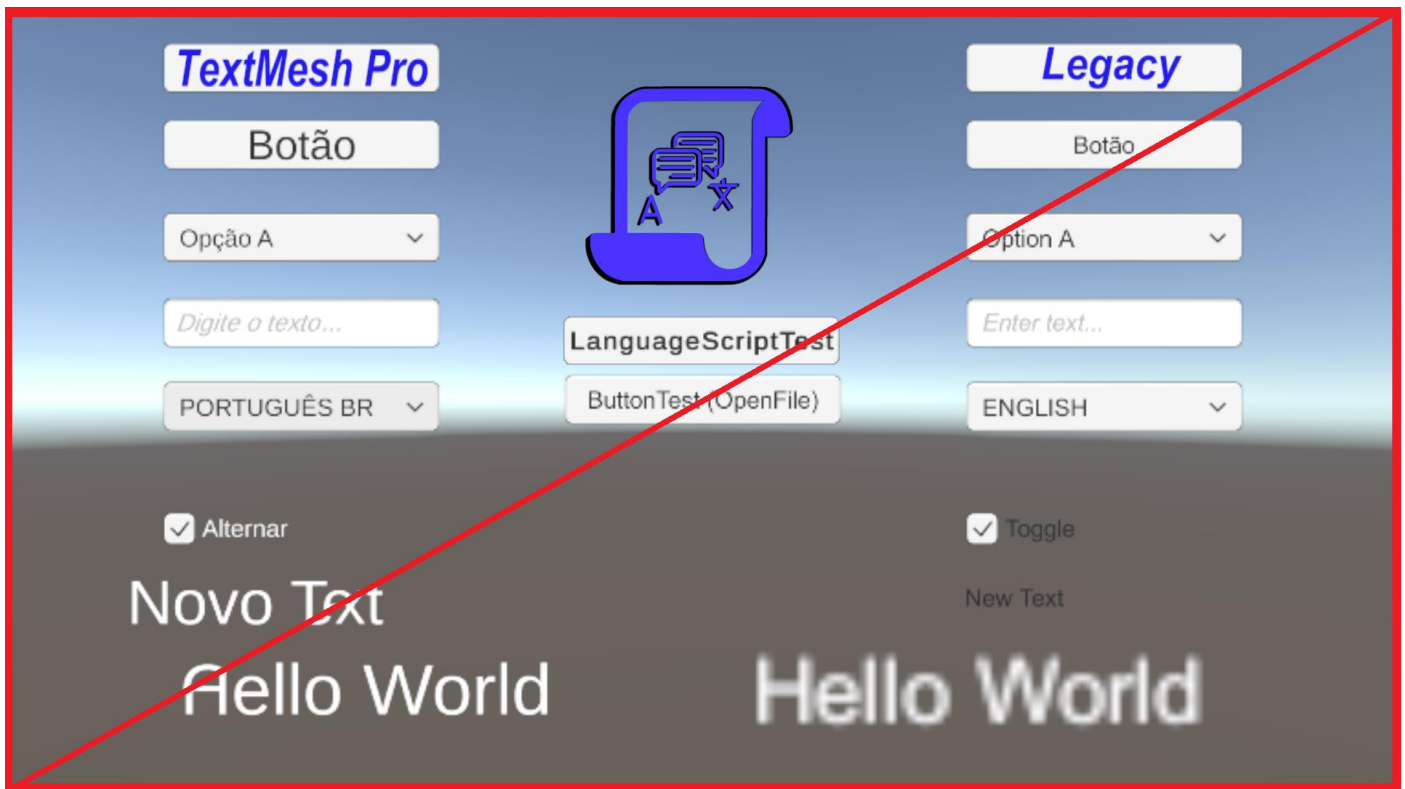 TextMesh Pro
Legacy
Botão
Botão
Opção A
Option A
Digite o texto...
Enter text...
LanguageScriptTest
PORTUGUÊS BR
ButtonTest (OpenFile)
ENGLISH
Alternar
Toggle
Novo Text
New Text
Hello World
Hello World
A 文